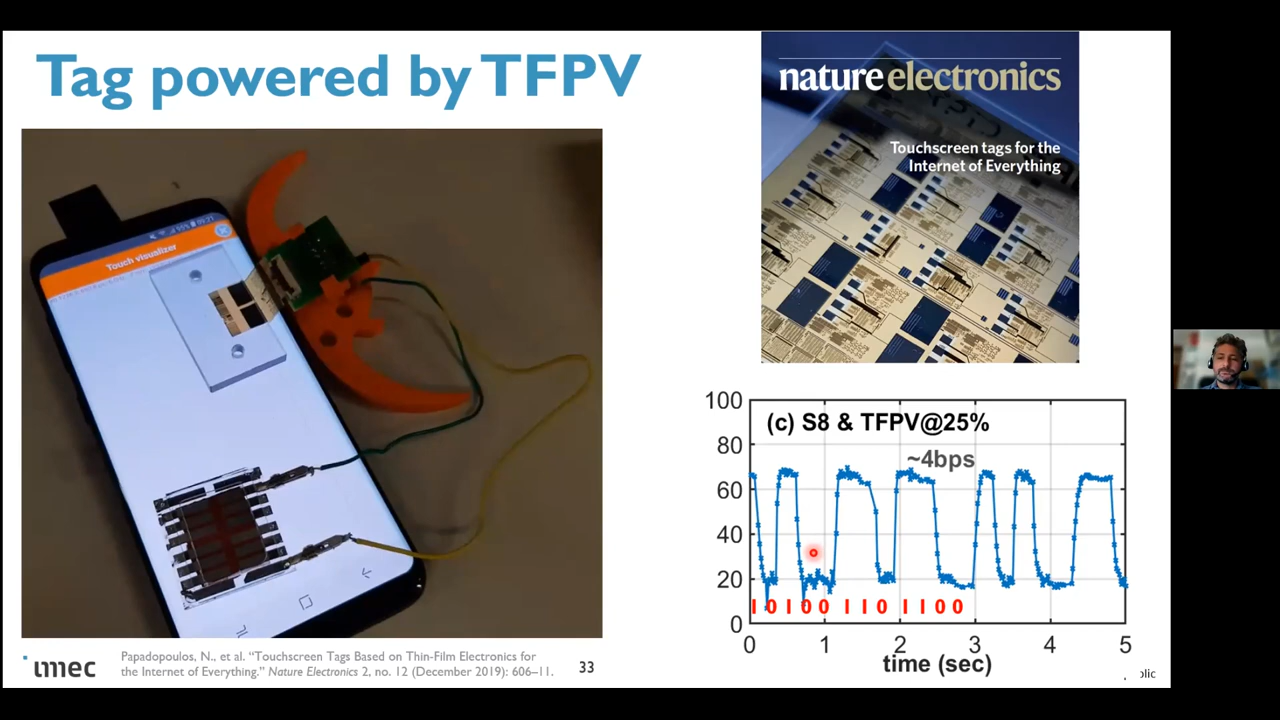 Tag powered by TFPV
nature electronics
Touchscreen tags for the
Internet of Everything
Touch visualizer
(c) S8 & TFPV@25%
~4bps
100
80
60
40
20
0
1 0 1 0 0 1 1 0 1 1 0 0
0 1 2 3 4 5
time (sec)
imec
Papadopoulos, N., et al. “Touchscreen Tags Based on Thin-Film Electronics for
the Internet of Everything.” Nature Electronics 2, no. 12 (December 2019): 606–11.
33